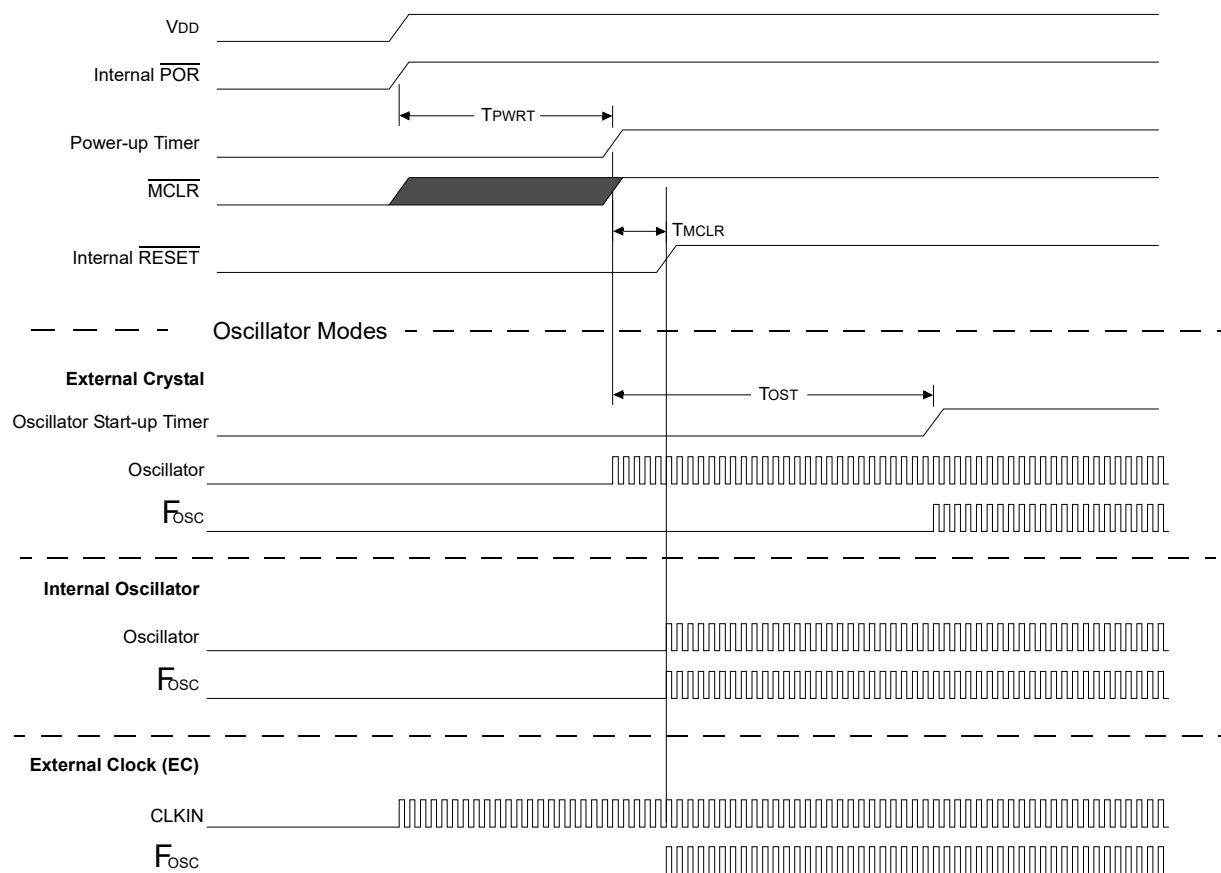 VDD
Internal POR
TPWRT
Power-up Timer
MCLR
TMCLR
Internal RESET
Oscillator Modes
External Crystal
TOST
Oscillator Start-up Timer
Oscillator
FOSC
Internal Oscillator
Oscillator
FOSC
External Clock (EC)
CLKIN
FOSC